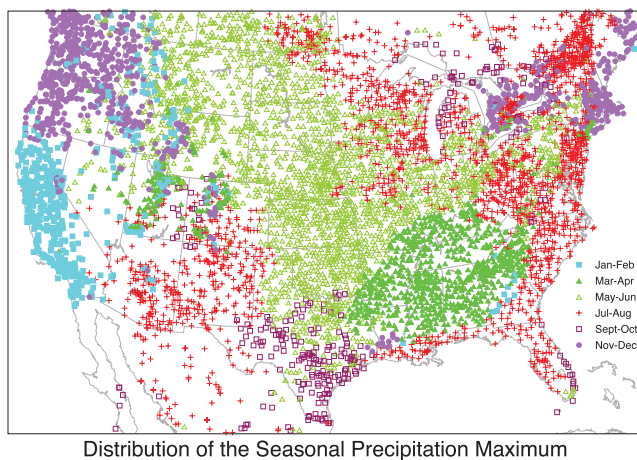 Jan-Feb
Mar-Apr
May-Jun
Jul-Aug
Sept-Oct
Nov-Dec
Distribution of the Seasonal Precipitation Maximum